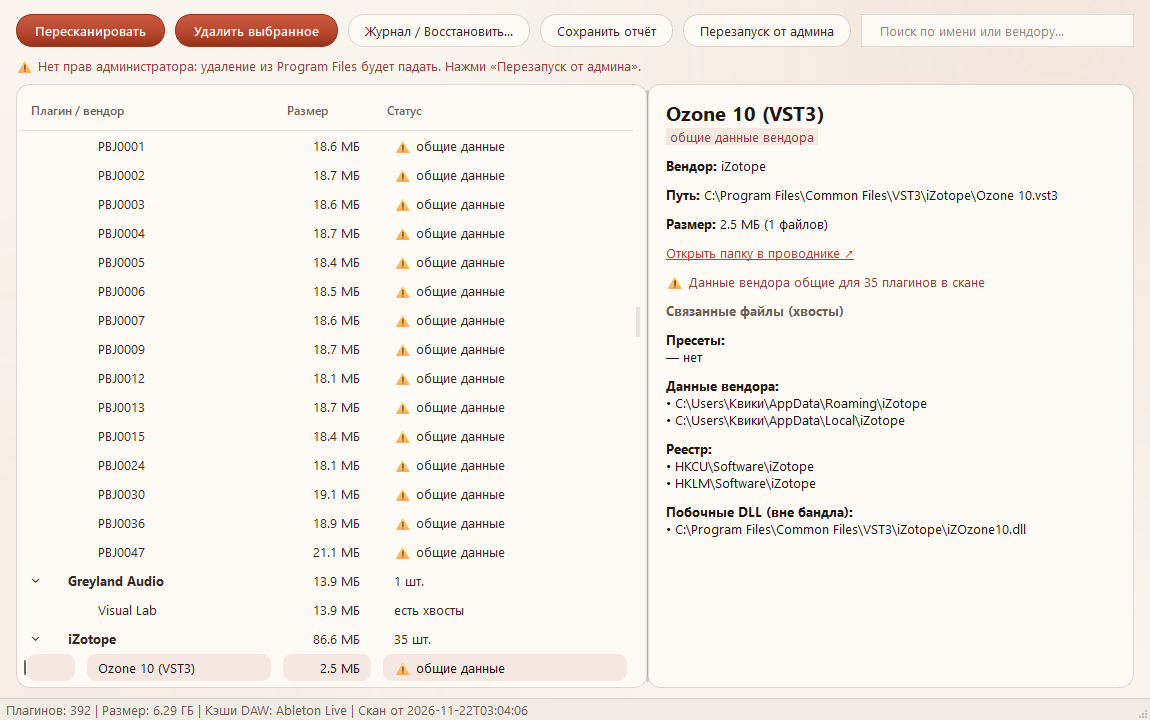 Пересканировать
Удалить выбранное
Журнал / Восстановить...
Сохранить отчёт
Перезапуск от админа
Поиск по имени или вендору...
Нет прав администратора: удаление из Program Files будет падать. Нажми «Перезапуск от админа».
Плагин / вендор Размер Статус
PBJ0001 18.6 МБ общие данные
PBJ0002 18.7 МБ общие данные
PBJ0003 18.6 МБ общие данные
PBJ0004 18.7 МБ общие данные
PBJ0005 18.4 МБ общие данные
PBJ0006 18.5 МБ общие данные
PBJ0007 18.6 МБ общие данные
PBJ0009 18.7 МБ общие данные
PBJ0012 18.1 МБ общие данные
PBJ0013 18.7 МБ общие данные
PBJ0015 18.4 МБ общие данные
PBJ0024 18.1 МБ общие данные
PBJ0030 19.1 МБ общие данные
PBJ0036 18.9 МБ общие данные
PBJ0047 21.1 МБ общие данные
Greyland Audio 13.9 МБ 1 шт.
Visual Lab 13.9 МБ есть хвосты
iZotope 86.6 МБ 35 шт.
Ozone 10 (VST3) 2.5 МБ общие данные
Ozone 10 (VST3)
общие данные вендора
Вендор: iZotope
Путь: C:\Program Files\Common Files\VST3\iZotope\Ozone 10.vst3
Размер: 2.5 МБ (1 файлов)
Открыть папку в проводнике ↗
Данные вендора общие для 35 плагинов в скане
Связанные файлы (хвосты)
Пресеты:
— нет
Данные вендора:
• C:\Users\Квики\AppData\Roaming\iZotope
• C:\Users\Квики\AppData\Local\iZotope
Реестр:
• HKCU\Software\iZotope
• HKLM\Software\iZotope
Побочные DLL (вне бандла):
• C:\Program Files\Common Files\VST3\iZotope\iZOzone10.dll
Плагинов: 392 | Размер: 6.29 ГБ | Кэши DAW: Ableton Live | Скан от 2026-11-22T03:04:06